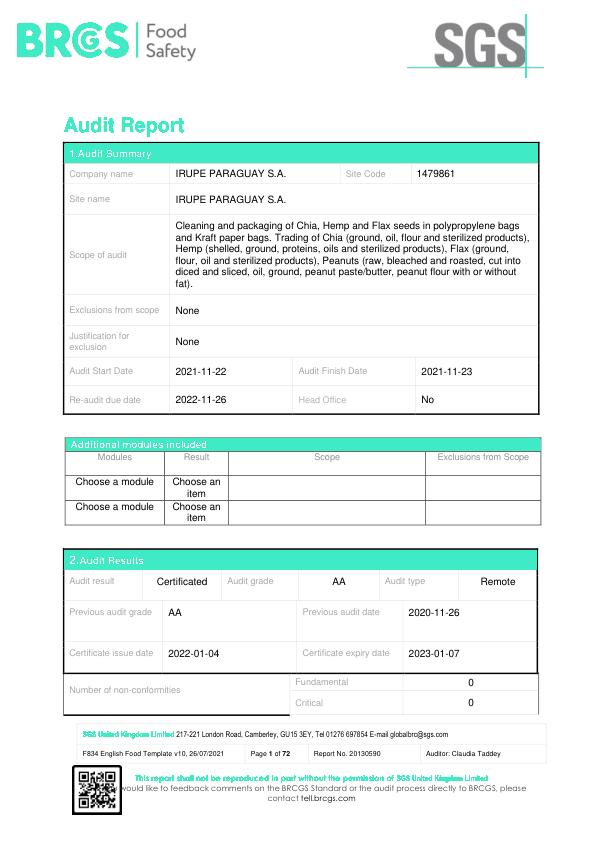 BRCGS Food Safety
SGS
Audit Report
1.Audit Summary
Company name IRUPE PARAGUAY S.A. Site Code 1479861
Site name IRUPE PARAGUAY S.A.
Scope of audit
Cleaning and packaging of Chia, Hemp and Flax seeds in polypropylene bags
and Kraft paper bags. Trading of Chia (ground, oil, flour and sterilized products),
Hemp (shelled, ground, proteins, oils and sterilized products), Flax (ground,
flour, oil and sterilized products), Peanuts (raw, bleached and roasted, cut into
diced and sliced, oil, ground, peanut paste/butter, peanut flour with or without
fat).
Exclusions from scope None
Justification for
exclusion
None
Audit Start Date 2021-11-22 Audit Finish Date 2021-11-23
Re-audit due date 2022-11-26 Head Office No
Additional modules included
Modules Result Scope Exclusions from Scope
Choose a module Choose an
item
Choose a module Choose an
item
2.Audit Results
Audit result Certificated Audit grade AA Audit type Remote
Previous audit grade AA Previous audit date 2020-11-26
Certificate issue date 2022-01-04 Certificate expiry date 2023-01-07
Number of non-conformities
Fundamental 0
Critical 0
SGS United Kingdom Limited 217-221 London Road, Camberley, GU15 3EY, Tel 01276 697854 E-mail globalbrc@sgs.com
F834 English Food Template v10, 26/07/2021 Page 1 of 72 Report No. 20130590 Auditor: Claudia Taddey
This report shall not be reproduced in part without the permission of SGS United Kingdom Limited
would like to feedback comments on the BRCGS Standard or the audit process directly to BRCGS, please
contact tell.brcgs.com